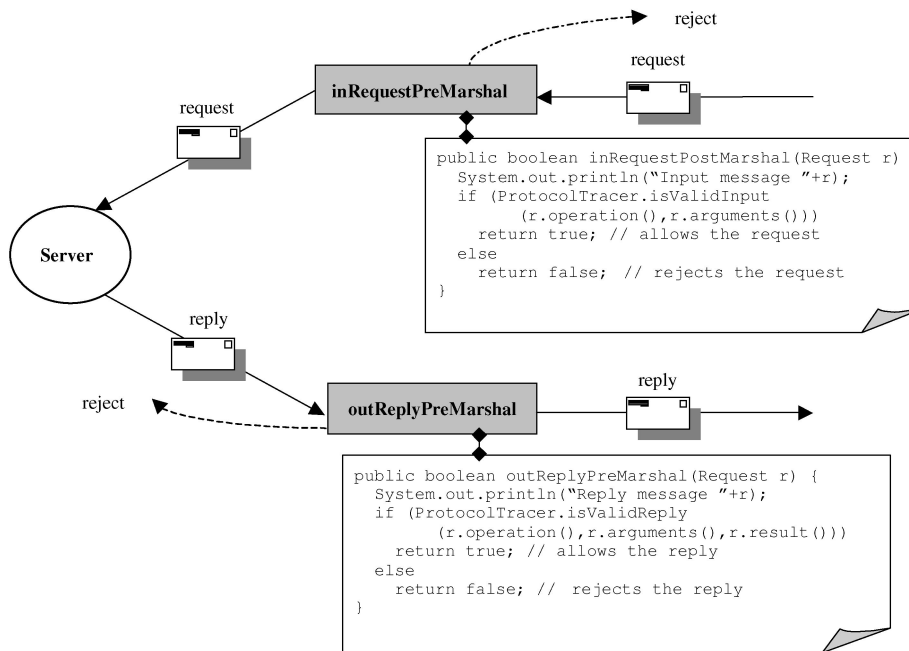 reject
request
inRequestPreMarshal
request
public boolean inRequestPostMarshal(Request r)
System.out.println(“Input message ”+r);
if (ProtocolTracer.isValidInput
(r.operation(),r.arguments()))
return true; // allows the request
else
return false; // rejects the request
}
Server
reply
reject
outReplyPreMarshal
reply
public boolean outReplyPreMarshal(Request r) {
System.out.println(“Reply message ”+r);
if (ProtocolTracer.isValidReply
(r.operation(),r.arguments(),r.result()))
return true; // allows the reply
else
return false; // rejects the reply
}